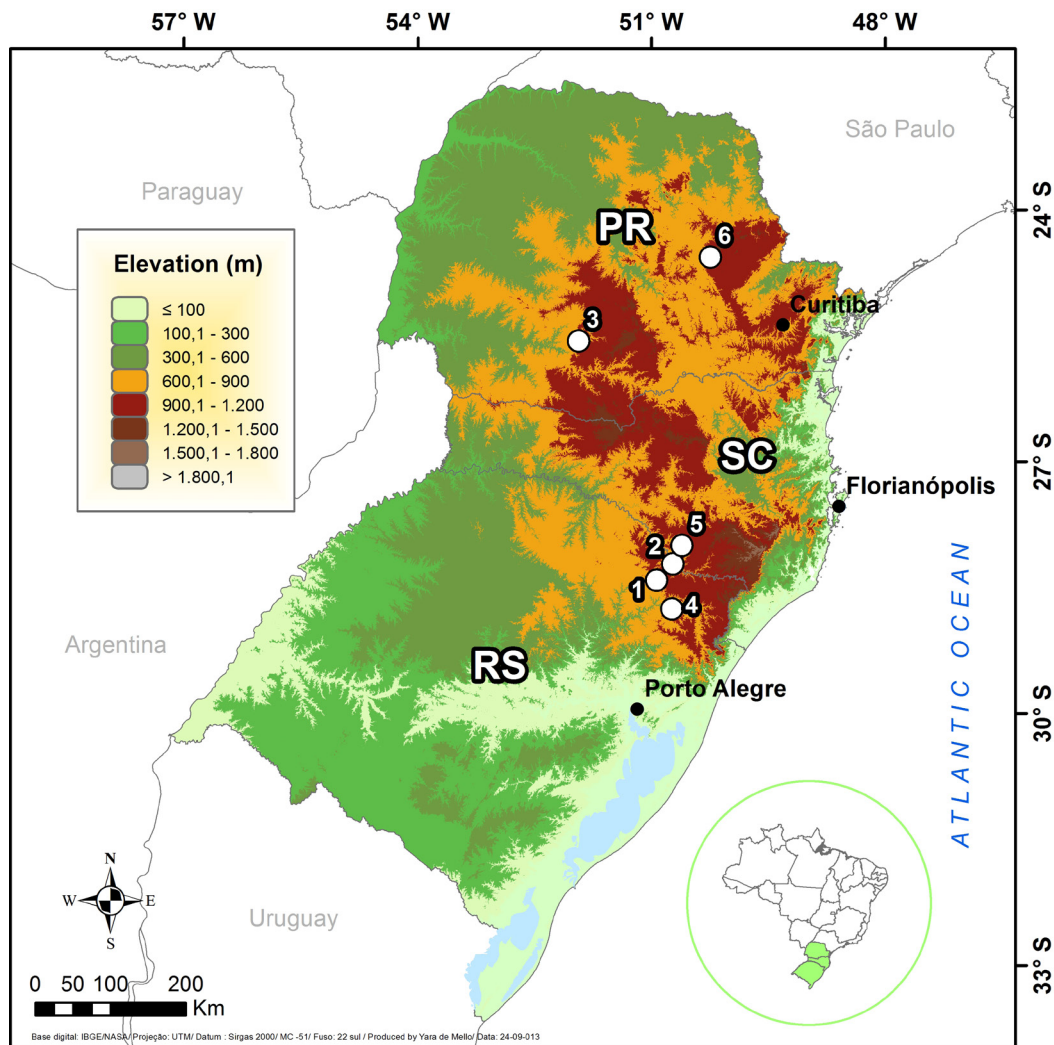 57° W 54° W 51° W 48° W
São Paulo
Paraguay
24° S
PR
6
Elevation (m)
≤ 100
100,1 - 300
300,1 - 600
600,1 - 900
900,1 - 1.200
1.200,1 - 1.500
1.500,1 - 1.800
> 1.800,1
Curitiba
3
SC
27° S
Florianópolis
5
2
1
4
ATLANTIC OCEAN
Argentina
RS
Porto Alegre
30° S
N
W E
S
Uruguay
33° S
0 50 100 200
Km
Base digital: IBGE/NASA/ Projeção: UTM/ Datum : Sirgas 2000/ MC -51/ Fuso: 22 sul / Produced by Yara de Mello/ Data: 24-09-013